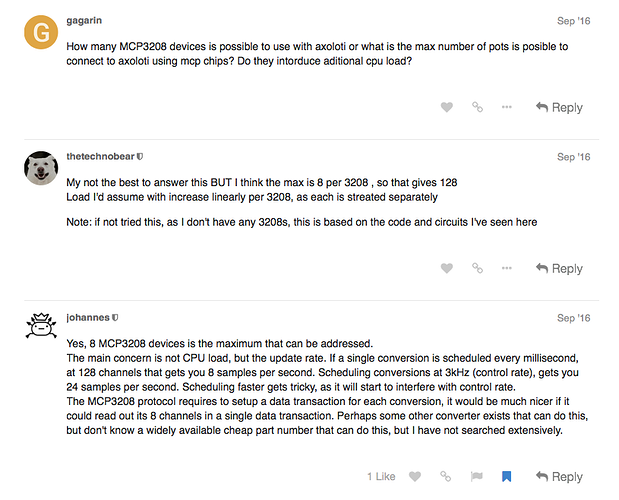 G
gagarin
Sep '16
How many MCP3208 devices is possible to use with axoloti or what is the max number of pots is posible to
connect to axoloti using mcp chips? Do they intorduce aditional cpu load?
Reply
thetechnobear
Sep '16
My not the best to answer this BUT I think the max is 8 per 3208 , so that gives 128
Load I'd assume with increase linearly per 3208, as each is streated separately
Note: if not tried this, as I don't have any 3208s, this is based on the code and circuits I've seen here
Reply
johannes
Sep '16
Yes, 8 MCP3208 devices is the maximum that can be addressed.
The main concern is not CPU load, but the update rate. If a single conversion is scheduled every millisecond,
at 128 channels that gets you 8 samples per second. Scheduling conversions at 3kHz (control rate), gets you
24 samples per second. Scheduling faster gets tricky, as it will start to interfere with control rate.
The MCP3208 protocol requires to setup a data transaction for each conversion, it would be much nicer if it
could read out its 8 channels in a single data transaction. Perhaps some other converter exists that can do this,
but don't know a widely available cheap part number that can do this, but I have not searched extensively.
1 Like
Reply